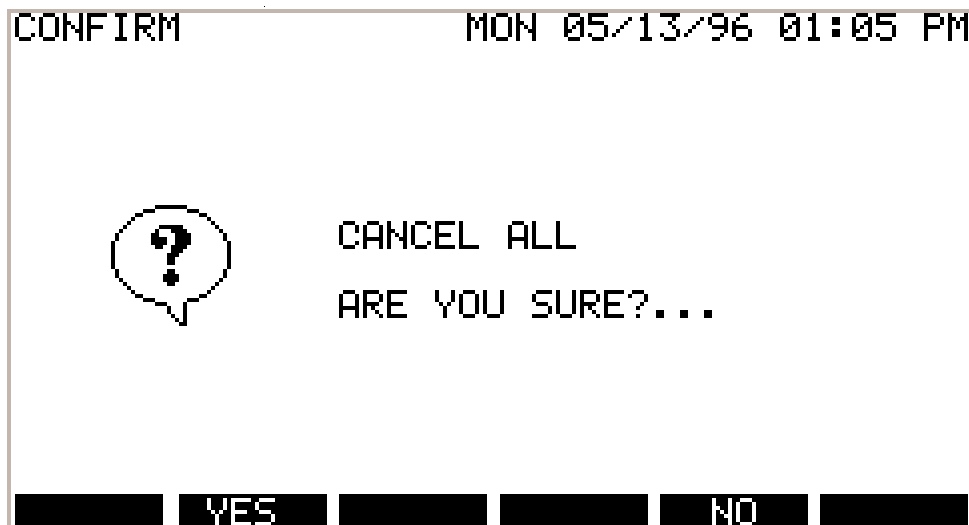 CONFIRM MON 05/13/96 01:05 PM
?
CANCEL ALL
ARE YOU SURE?...
YES NO